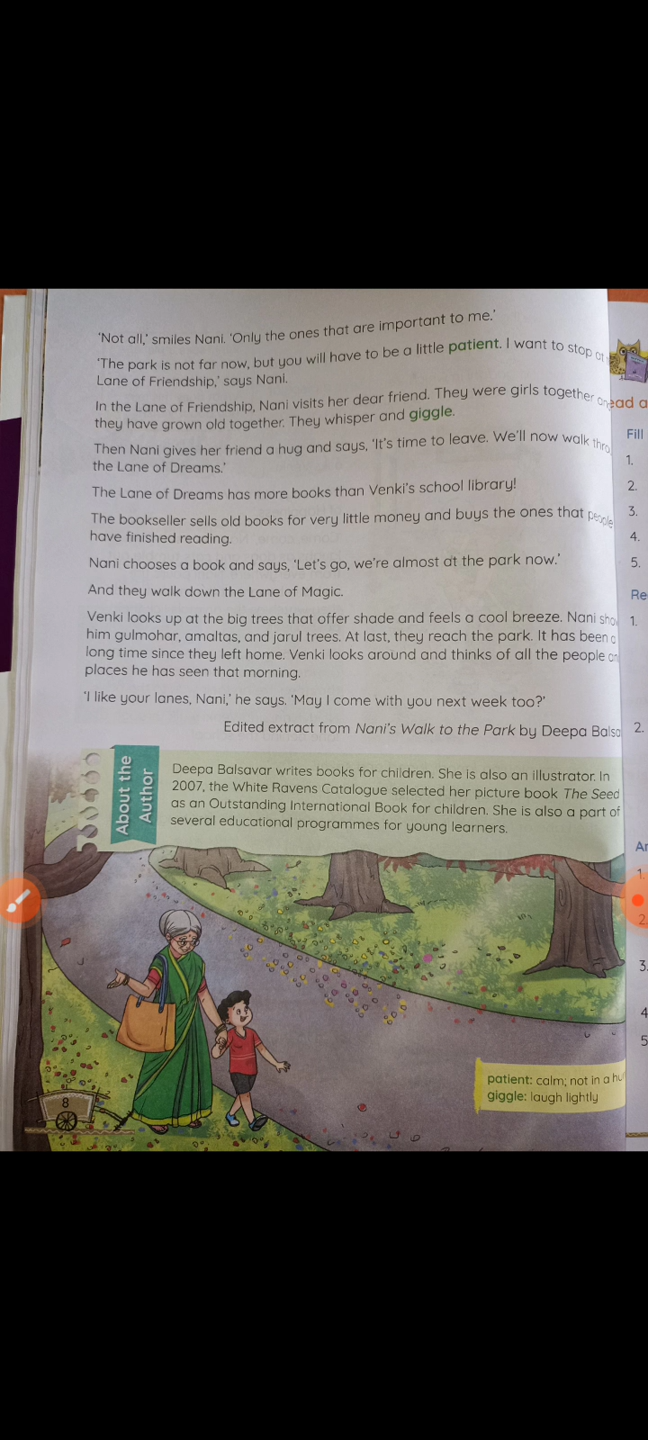 'Not all,' smiles Nani. 'Only the ones that are important to me.'
'The park is not far now, but you will have to be a little patient. I want to stop at
Lane of Friendship,' says Nani.
In the Lane of Friendship, Nani visits her dear friend. They were girls together
they have grown old together. They whisper and giggle.
Then Nani gives her friend a hug and says, 'It's time to leave. We'll now walk thro
the Lane of Dreams.'
The Lane of Dreams has more books than Venki's school library!
The bookseller sells old books for very little money and buys the ones that people
have finished reading.
Nani chooses a book and says, 'Let's go, we're almost at the park now.'
And they walk down the Lane of Magic.
Venki looks up at the big trees that offer shade and feels a cool breeze. Nani sho
him gulmohar, amaltas, and jarul trees. At last, they reach the park. It has been a
long time since they left home. Venki looks around and thinks of all the people an
places he has seen that morning.
'I like your lanes, Nani,' he says. 'May I come with you next week too?'
Edited extract from Nani's Walk to the Park by Deepa Balsa
About the
Author
Deepa Balsavar writes books for children. She is also an illustrator. In
2007, the White Ravens Catalogue selected her picture book The Seed
as an Outstanding International Book for children. She is also a part of
several educational programmes for young learners.
patient: calm; not in a hu
giggle: laugh lightly
8
ead a
Fill
1.
2.
3.
4.
5.
Re
1.
2.
1.
2.
3.
4
5